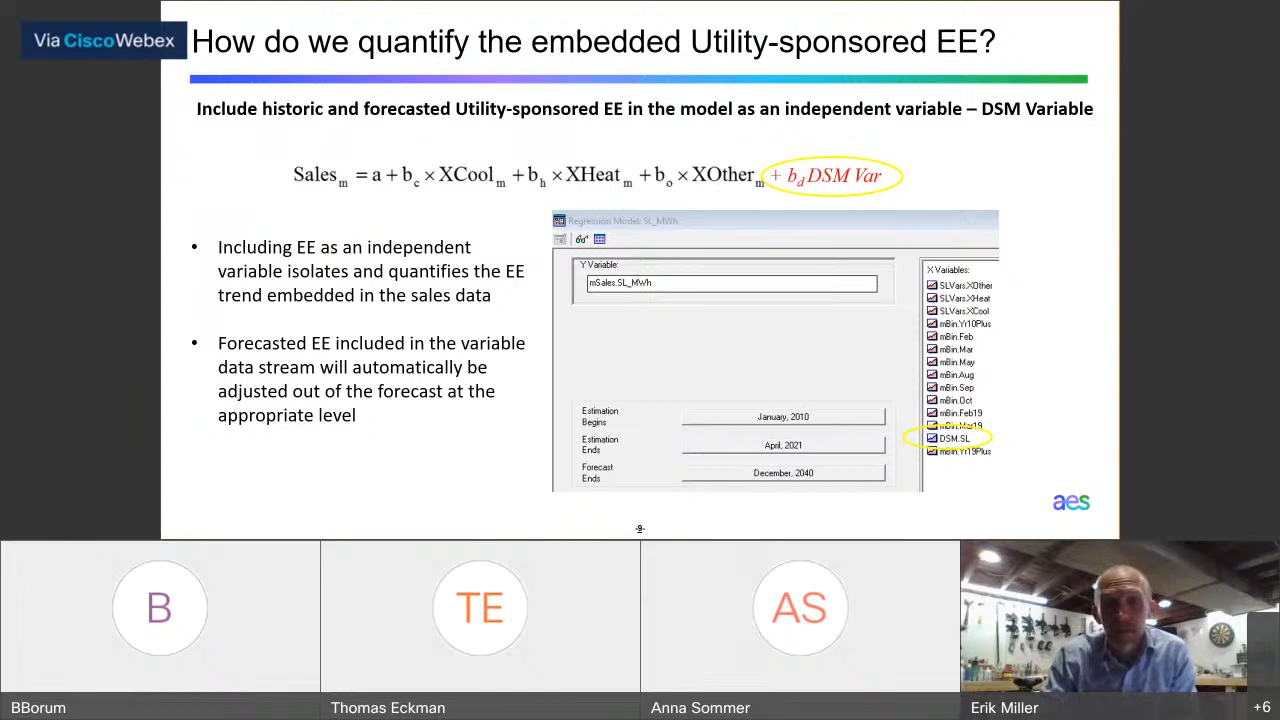 Via CiscoWebex
How do we quantify the embedded Utility-sponsored EE?
Include historic and forecasted Utility-sponsored EE in the model as an independent variable – DSM Variable
Salesₘ = a + b꜀ × XCoolₘ + bₕ × XHeatₘ + bₒ × XOtherₘ + b_d DSM Var
• Including EE as an independent
variable isolates and quantifies the EE
trend embedded in the sales data
• Forecasted EE included in the variable
data stream will automatically be
adjusted out of the forecast at the
appropriate level
Regression Model: SL_MWh
Y Variable:
mSales.SL_MWh
Estimation
Begins
January, 2010
Estimation
Ends
April, 2021
Forecast
Ends
December, 2040
X Variables:
SLVars.XOther
SLVars.XHeat
SLVars.XCool
mBin.Yr10Plus
mBin.Feb
mBin.Mar
mBin.May
mBin.Aug
mBin.Sep
mBin.Oct
mBin.Feb19
mBin.Mar19
DSM.SL
mBin.Yr19Plus
aes
-9-
B
TE
AS
BBorum
Thomas Eckman
Anna Sommer
Erik Miller
+6